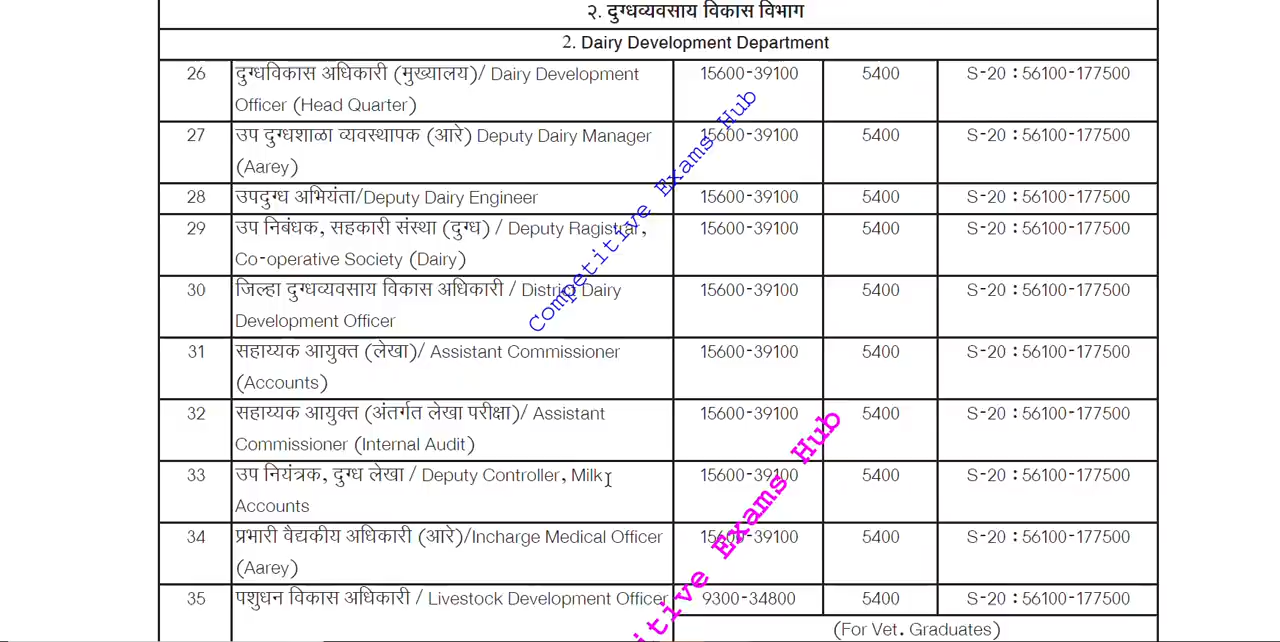 २. दुग्धव्यवसाय विकास विभाग
2. Dairy Development Department
26 दुग्धविकास अधिकारी (मुख्यालय)/ Dairy Development 15600-39100 5400 S-20 : 56100-177500
Officer (Head Quarter)
27 उप दुग्धशाळा व्यवस्थापक (आरे) Deputy Dairy Manager 15600-39100 5400 S-20 : 56100-177500
(Aarey)
28 उपदुग्ध अभियंता/Deputy Dairy Engineer 15600-39100 5400 S-20 : 56100-177500
29 उप निबंधक, सहकारी संस्था (दुग्ध) / Deputy Ragistrar, 15600-39100 5400 S-20 : 56100-177500
Co-operative Society (Dairy)
30 जिल्हा दुग्धव्यवसाय विकास अधिकारी / District Dairy 15600-39100 5400 S-20 : 56100-177500
Development Officer
31 सहाय्यक आयुक्त (लेखा)/ Assistant Commissioner 15600-39100 5400 S-20 : 56100-177500
(Accounts)
32 सहाय्यक आयुक्त (अंतर्गत लेखा परीक्षा)/ Assistant 15600-39100 5400 S-20 : 56100-177500
Commissioner (Internal Audit)
33 उप नियंत्रक, दुग्ध लेखा / Deputy Controller, Milk 15600-39100 5400 S-20 : 56100-177500
Accounts
34 प्रभारी वैद्यकीय अधिकारी (आरे)/Incharge Medical Officer 15600-39100 5400 S-20 : 56100-177500
(Aarey)
35 पशुधन विकास अधिकारी / Livestock Development Officer 9300-34800 5400 S-20 : 56100-177500
(For Vet. Graduates)
Competitive Exams Hub
itive Exams Hub